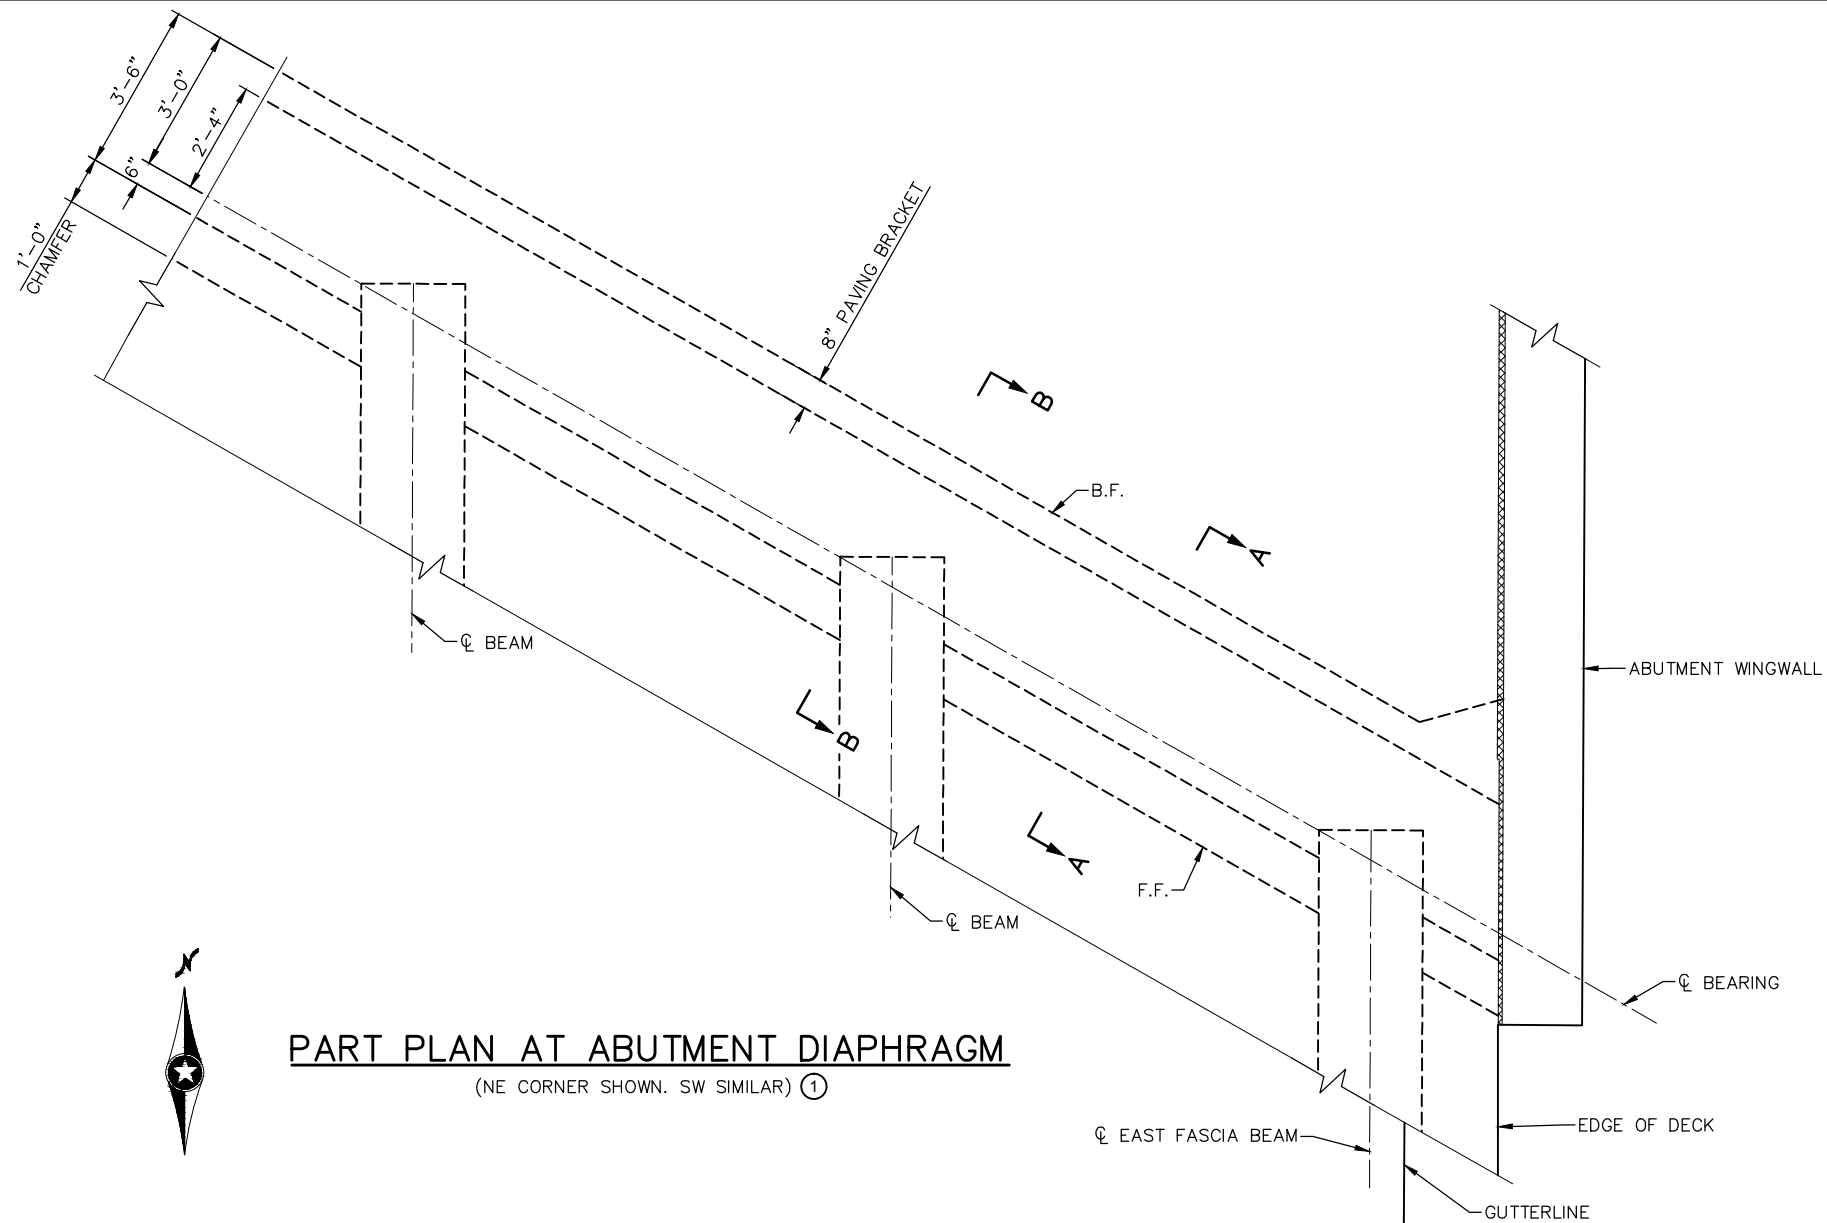 3'-6"
3'-0"
2'-4"
6"
1'-0"
CHAMFER
8" PAVING BRACKET
B
B.F.
A
ABUTMENT WINGWALL
℄ BEAM
B
A
F.F.
℄ BEAM
℄ BEARING
N
PART PLAN AT ABUTMENT DIAPHRAGM
(NE CORNER SHOWN. SW SIMILAR) 1
℄ EAST FASCIA BEAM
EDGE OF DECK
GUTTERLINE